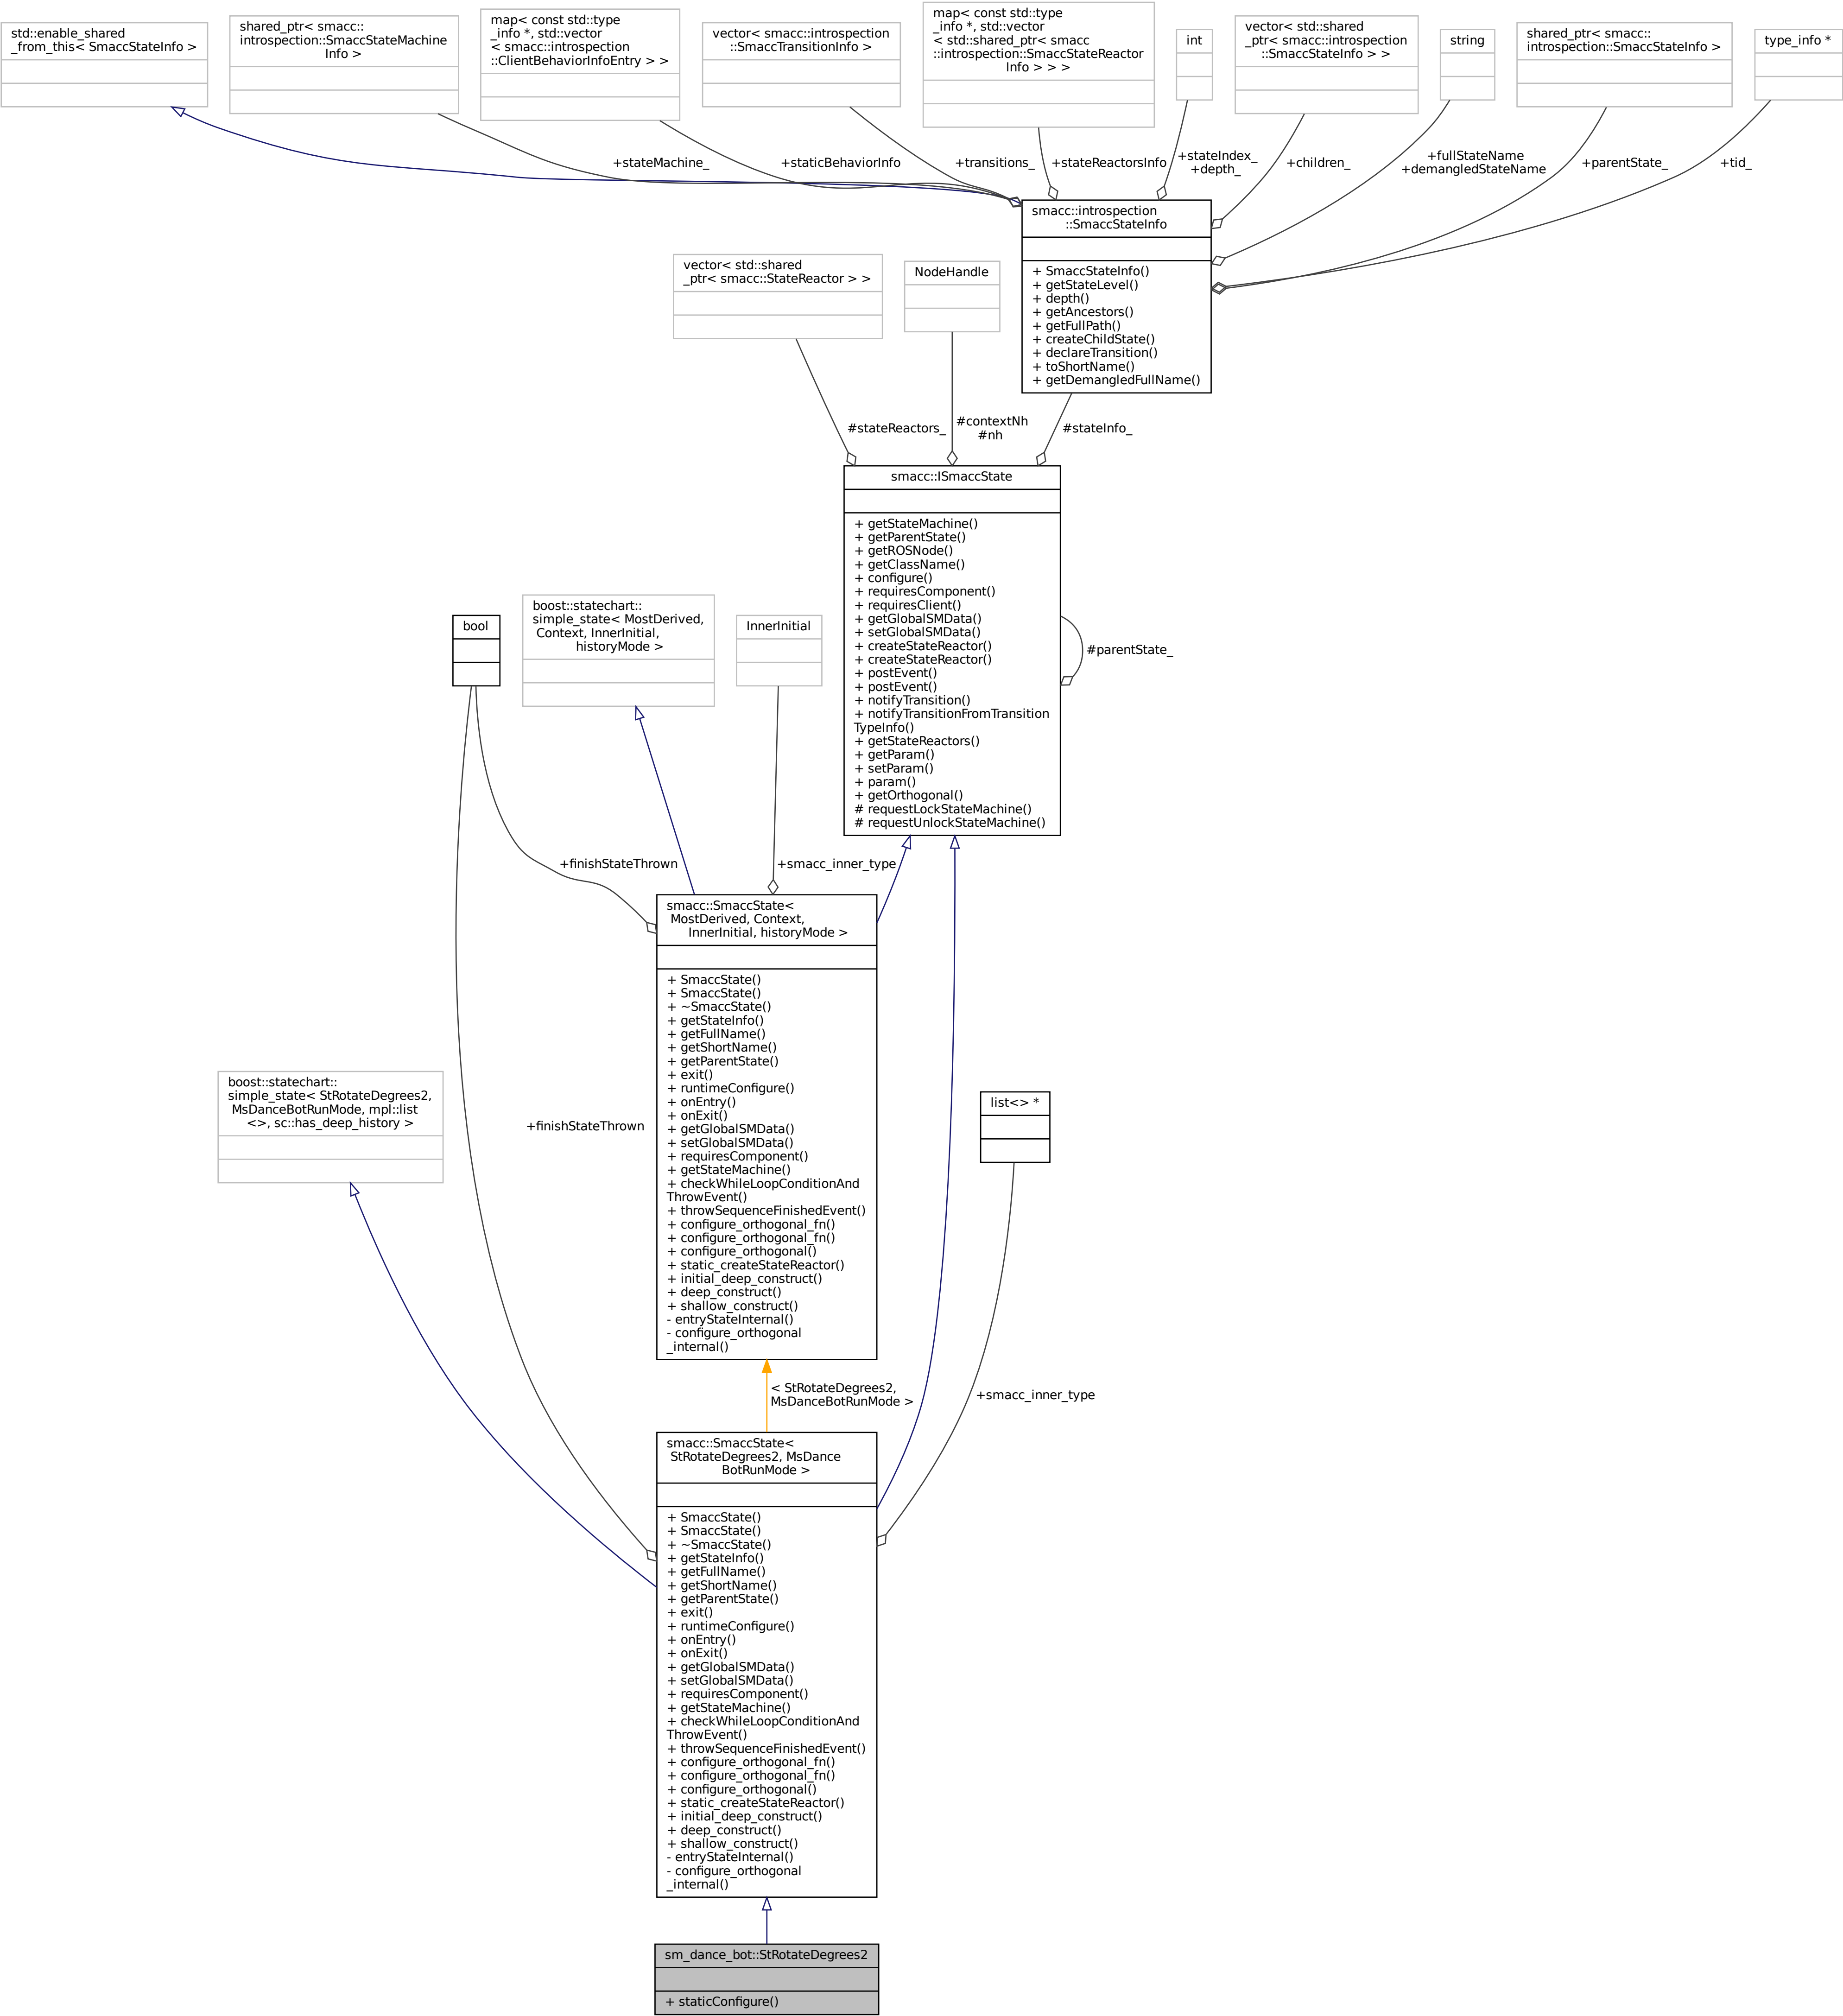 std::enable_shared
_from_this< SmaccStateInfo >
shared_ptr< smacc::
introspection::SmaccStateMachine
Info >
map< const std::type
_info *, std::vector
< smacc::introspection
::ClientBehaviorInfoEntry > >
vector< smacc::introspection
::SmaccTransitionInfo >
map< const std::type
_info *, std::vector
< std::shared_ptr< smacc
::introspection::SmaccStateReactor
Info > > >
int
vector< std::shared
_ptr< smacc::introspection
::SmaccStateInfo > >
string
shared_ptr< smacc::
introspection::SmaccStateInfo >
type_info *
+stateMachine_
+staticBehaviorInfo
+transitions_
+stateReactorsInfo
+stateIndex_
+depth_
+children_
+fullStateName
+demangledStateName
+parentState_
+tid_
smacc::introspection
::SmaccStateInfo
+ SmaccStateInfo()
+ getStateLevel()
+ depth()
+ getAncestors()
+ getFullPath()
+ createChildState()
+ declareTransition()
+ toShortName()
+ getDemangledFullName()
vector< std::shared
_ptr< smacc::StateReactor > >
NodeHandle
#stateReactors_
#contextNh
#nh
#stateInfo_
smacc::ISmaccState
+ getStateMachine()
+ getParentState()
+ getROSNode()
+ getClassName()
+ configure()
+ requiresComponent()
+ requiresClient()
+ getGlobalSMData()
+ setGlobalSMData()
+ createStateReactor()
+ createStateReactor()
+ postEvent()
+ postEvent()
+ notifyTransition()
+ notifyTransitionFromTransition
TypeInfo()
+ getStateReactors()
+ getParam()
+ setParam()
+ param()
+ getOrthogonal()
# requestLockStateMachine()
# requestUnlockStateMachine()
#parentState_
bool
boost::statechart::
simple_state< MostDerived,
Context, InnerInitial,
historyMode >
InnerInitial
+finishStateThrown
+smacc_inner_type
smacc::SmaccState<
MostDerived, Context,
InnerInitial, historyMode >
+ SmaccState()
+ SmaccState()
+ ~SmaccState()
+ getStateInfo()
+ getFullName()
+ getShortName()
+ getParentState()
+ exit()
+ runtimeConfigure()
+ onEntry()
+ onExit()
+ getGlobalSMData()
+ setGlobalSMData()
+ requiresComponent()
+ getStateMachine()
+ checkWhileLoopConditionAnd
ThrowEvent()
+ throwSequenceFinishedEvent()
+ configure_orthogonal_fn()
+ configure_orthogonal_fn()
+ configure_orthogonal()
+ static_createStateReactor()
+ initial_deep_construct()
+ deep_construct()
+ shallow_construct()
- entryStateInternal()
- configure_orthogonal
_internal()
boost::statechart::
simple_state< StRotateDegrees2,
MsDanceBotRunMode, mpl::list
<>, sc::has_deep_history >
+finishStateThrown
list<> *
< StRotateDegrees2,
MsDanceBotRunMode >
+smacc_inner_type
smacc::SmaccState<
StRotateDegrees2, MsDance
BotRunMode >
+ SmaccState()
+ SmaccState()
+ ~SmaccState()
+ getStateInfo()
+ getFullName()
+ getShortName()
+ getParentState()
+ exit()
+ runtimeConfigure()
+ onEntry()
+ onExit()
+ getGlobalSMData()
+ setGlobalSMData()
+ requiresComponent()
+ getStateMachine()
+ checkWhileLoopConditionAnd
ThrowEvent()
+ throwSequenceFinishedEvent()
+ configure_orthogonal_fn()
+ configure_orthogonal_fn()
+ configure_orthogonal()
+ static_createStateReactor()
+ initial_deep_construct()
+ deep_construct()
+ shallow_construct()
- entryStateInternal()
- configure_orthogonal
_internal()
sm_dance_bot::StRotateDegrees2
+ staticConfigure()